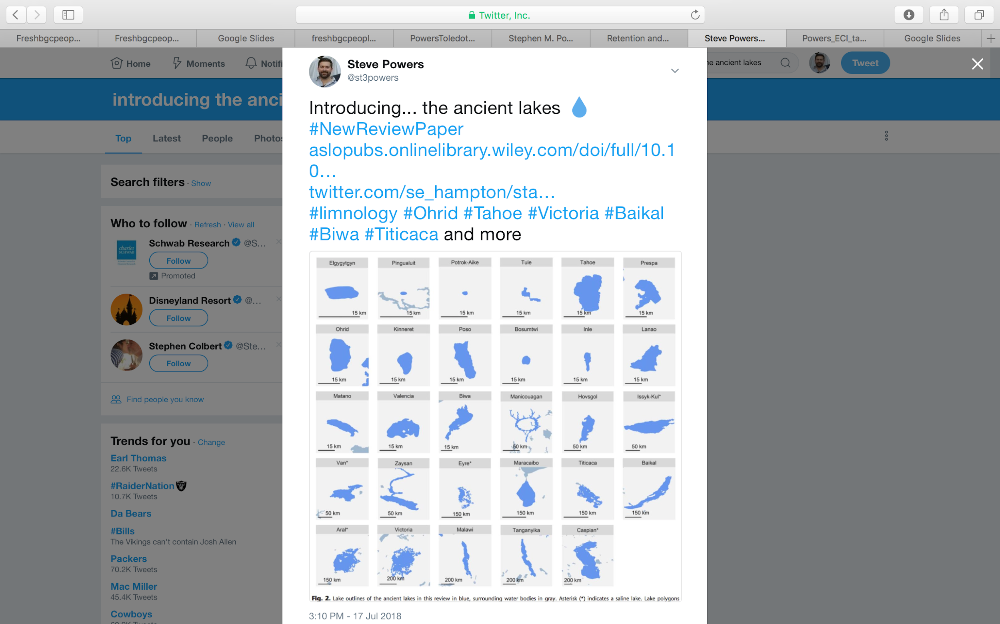 Twitter, Inc.
Freshbgcpeop...
Freshbgcpeop...
Google Slides
freshbgcpeopl...
PowersToledot...
Stephen M. Po...
Retention and...
Steve Powers...
Powers_ECI_ta...
Google Slides
Home
Moments
Notifi
he ancient lakes
Tweet
introducing the anci
Top
Latest
People
Photos
Search filters · Show
Who to follow · Refresh · View all
charles
SCHWAB
Schwab Research @S...
Follow
Promoted
Disneyland Resort @...
Follow
Stephen Colbert @Ste...
Follow
Find people you know
Trends for you · Change
Earl Thomas
22.6K Tweets
#RaiderNation
10.7K Tweets
Da Bears
#Bills
The Vikings can't contain Josh Allen
Packers
70.2K Tweets
Mac Miller
45.4K Tweets
Cowboys
Steve Powers
@st3powers
Introducing... the ancient lakes
#NewReviewPaper
aslopubs.onlinelibrary.wiley.com/doi/full/10.1
0...
twitter.com/se_hampton/sta...
#limnology #Ohrid #Tahoe #Victoria #Baikal
#Biwa #Titicaca and more
Elgygytgyn Pingualuit Potrok-Aike Tule Tahoe Prespa
15 km 15 km 15 km 15 km 15 km 15 km
Ohrid Kinneret Poso Bosumtwi Inle Lanao
15 km 15 km 15 km 15 km 15 km 15 km
Matano Valencia Biwa Manicouagan Hovsgol Issyk-Kul*
15 km 15 km 15 km 50 km 50 km 50 km
Van* Zaysan Eyre* Maracaibo Titicaca Baikal
50 km 50 km 150 km 150 km 150 km 150 km
Aral* Victoria Malawi Tanganyika Caspian*
150 km 200 km 200 km 200 km 200 km
Fig. 2. Lake outlines of the ancient lakes in this review in blue, surrounding water bodies in gray. Asterisk (*) indicates a saline lake. Lake polygons
3:10 PM - 17 Jul 2018